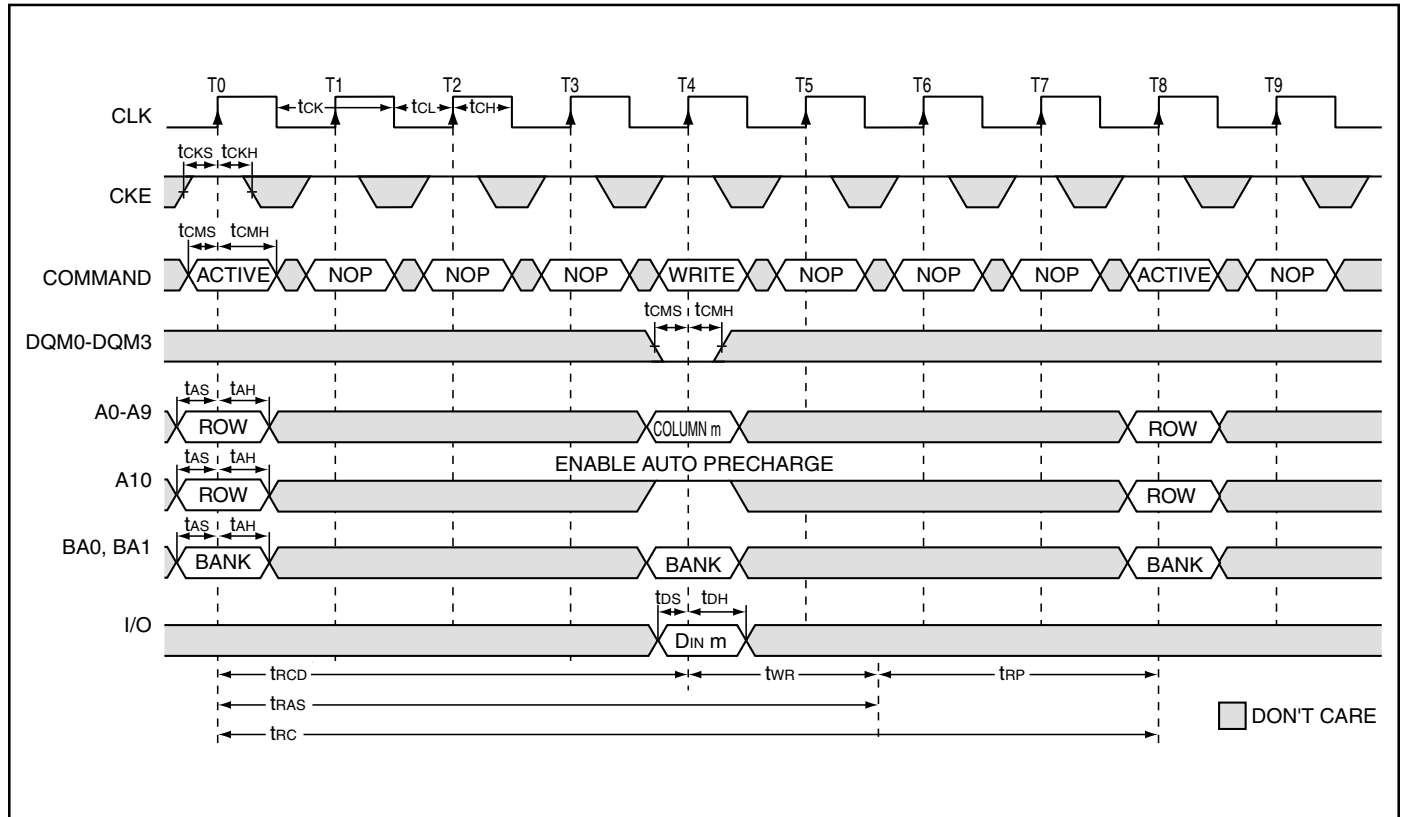 T0 T1 T2 T3 T4 T5 T6 T7 T8 T9
CLK tCK tCL tCH
tCKS tCKH
CKE
tCMS tCMH
COMMAND ACTIVE NOP NOP NOP WRITE NOP NOP NOP ACTIVE NOP
tCMS tCMH
DQM0-DQM3
tAS tAH
A0-A9 ROW COLUMN m ROW
ENABLE AUTO PRECHARGE
tAS tAH
A10 ROW ROW
tAS tAH
BA0, BA1 BANK BANK BANK
tDS tDH
I/O DIN m
tRCD tWR tRP
tRAS
DON'T CARE
tRC